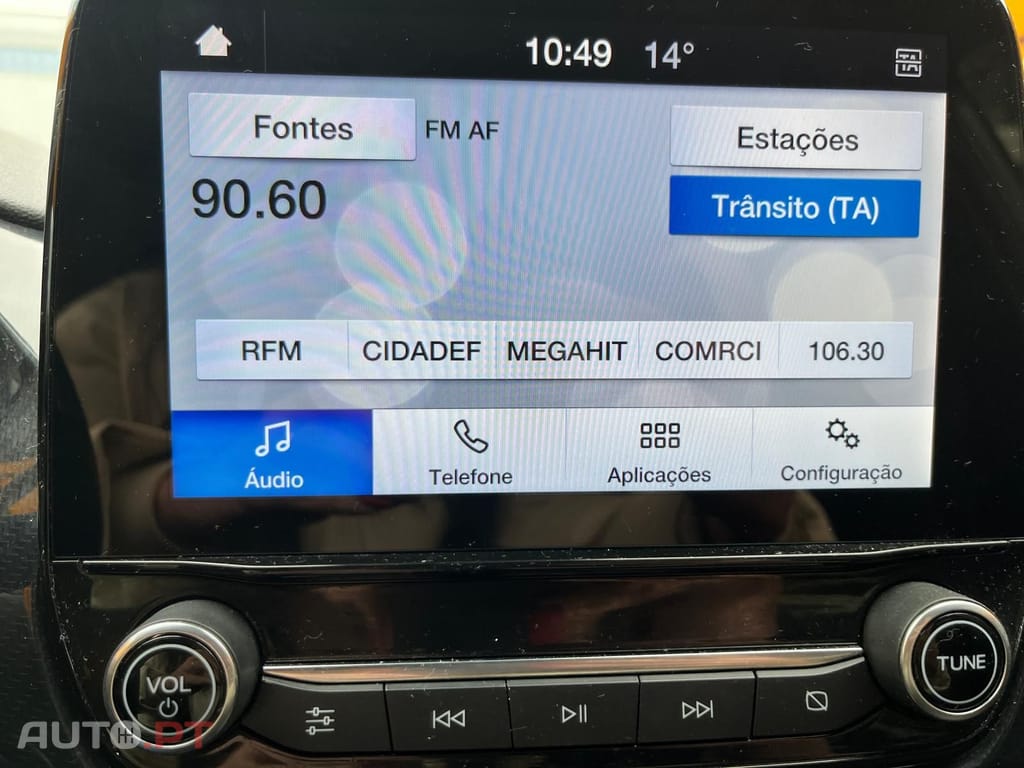 10:49 14°
TA
Fontes FM AF Estações
90.60 Trânsito (TA)
RFM CIDADEF MEGAHIT COMRCI 106.30
Áudio Telefone Aplicações Configuração
VOL TUNE
AUTO.PT